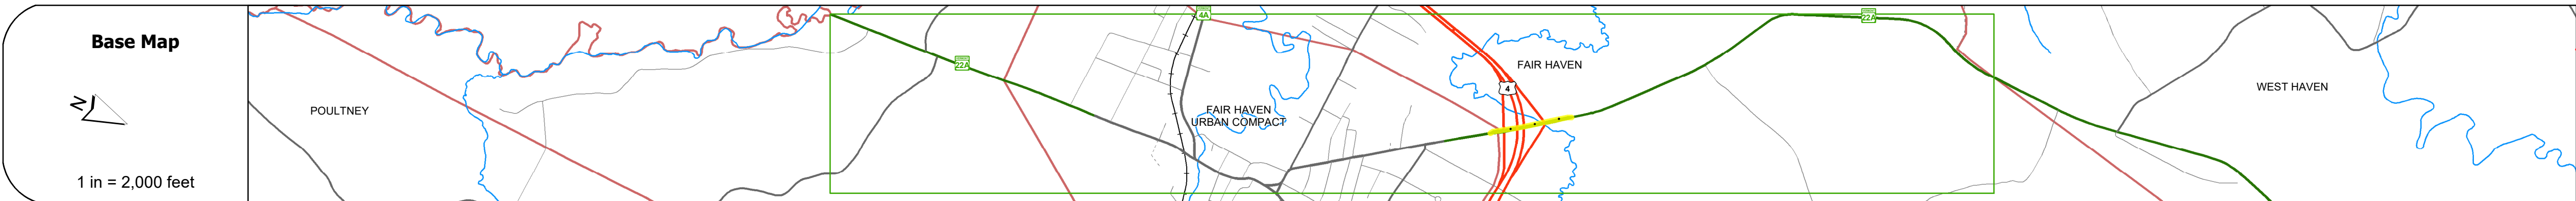 Base Map
N
1 in = 2,000 feet
POULTNEY
22A
4A
FAIR HAVEN
URBAN COMPACT
4
FAIR HAVEN
22A
WEST HAVEN